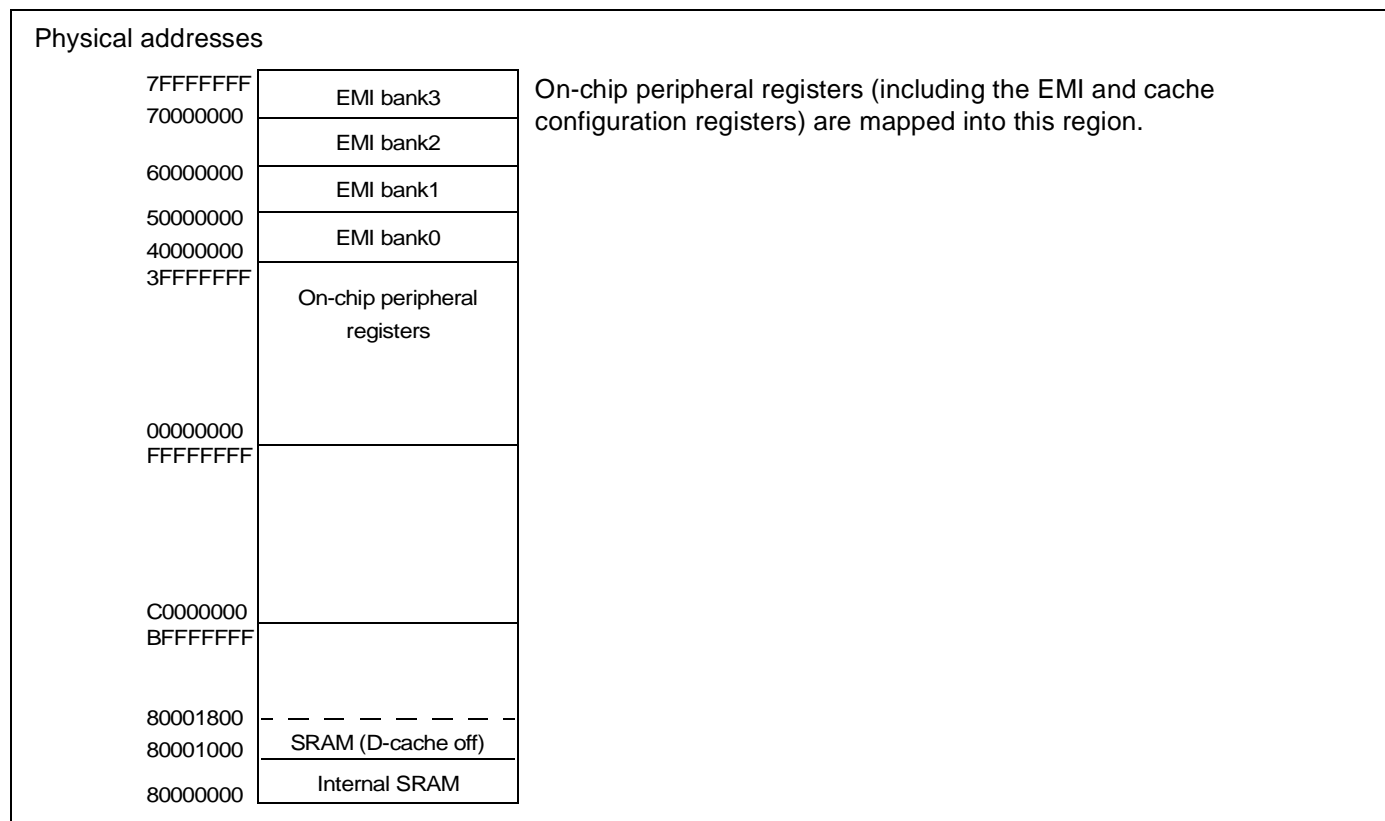 Physical addresses
7FFFFFFF
EMI bank3
On-chip peripheral registers (including the EMI and cache
configuration registers) are mapped into this region.
70000000
EMI bank2
60000000
EMI bank1
50000000
EMI bank0
40000000
3FFFFFFF
On-chip peripheral
registers
00000000
FFFFFFFF
C0000000
BFFFFFFF
80001800
SRAM (D-cache off)
80001000
Internal SRAM
80000000